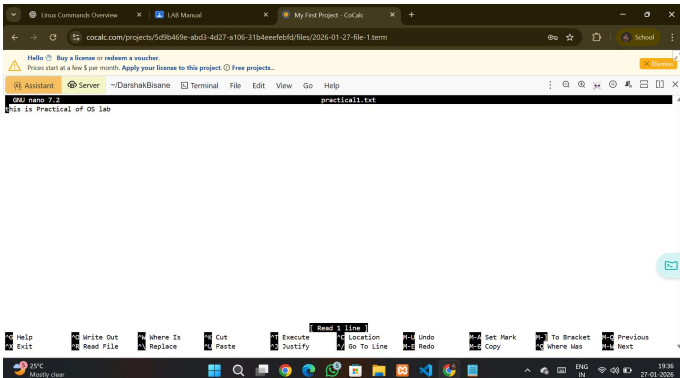 Linux Commands Overview × LAB Manual × My First Project - CoCalc × +
cocalc.com/projects/5d9b469e-abd3-4d27-a106-31b4eeefebfd/files/2026-01-27-file-1.term School
Hello Buy a license or redeem a voucher.
Prices start at a few $ per month. Apply your license to this project. Free projects... × Dismiss
Assistant Server ~/DarshakBisane Terminal File Edit View Go Help
GNU nano 7.2 practical1.txt
This is Practical of OS lab
[ Read 1 line ]
^G Help ^O Write Out ^W Where Is ^K Cut ^T Execute ^C Location M-U Undo M-A Set Mark M-] To Bracket M-Q Previous
^X Exit ^R Read File ^\ Replace ^U Paste ^J Justify ^/ Go To Line M-E Redo M-6 Copy ^Q Where Was M-W Next
25°C
Mostly clear
ENG
IN
19:36
27-01-2026